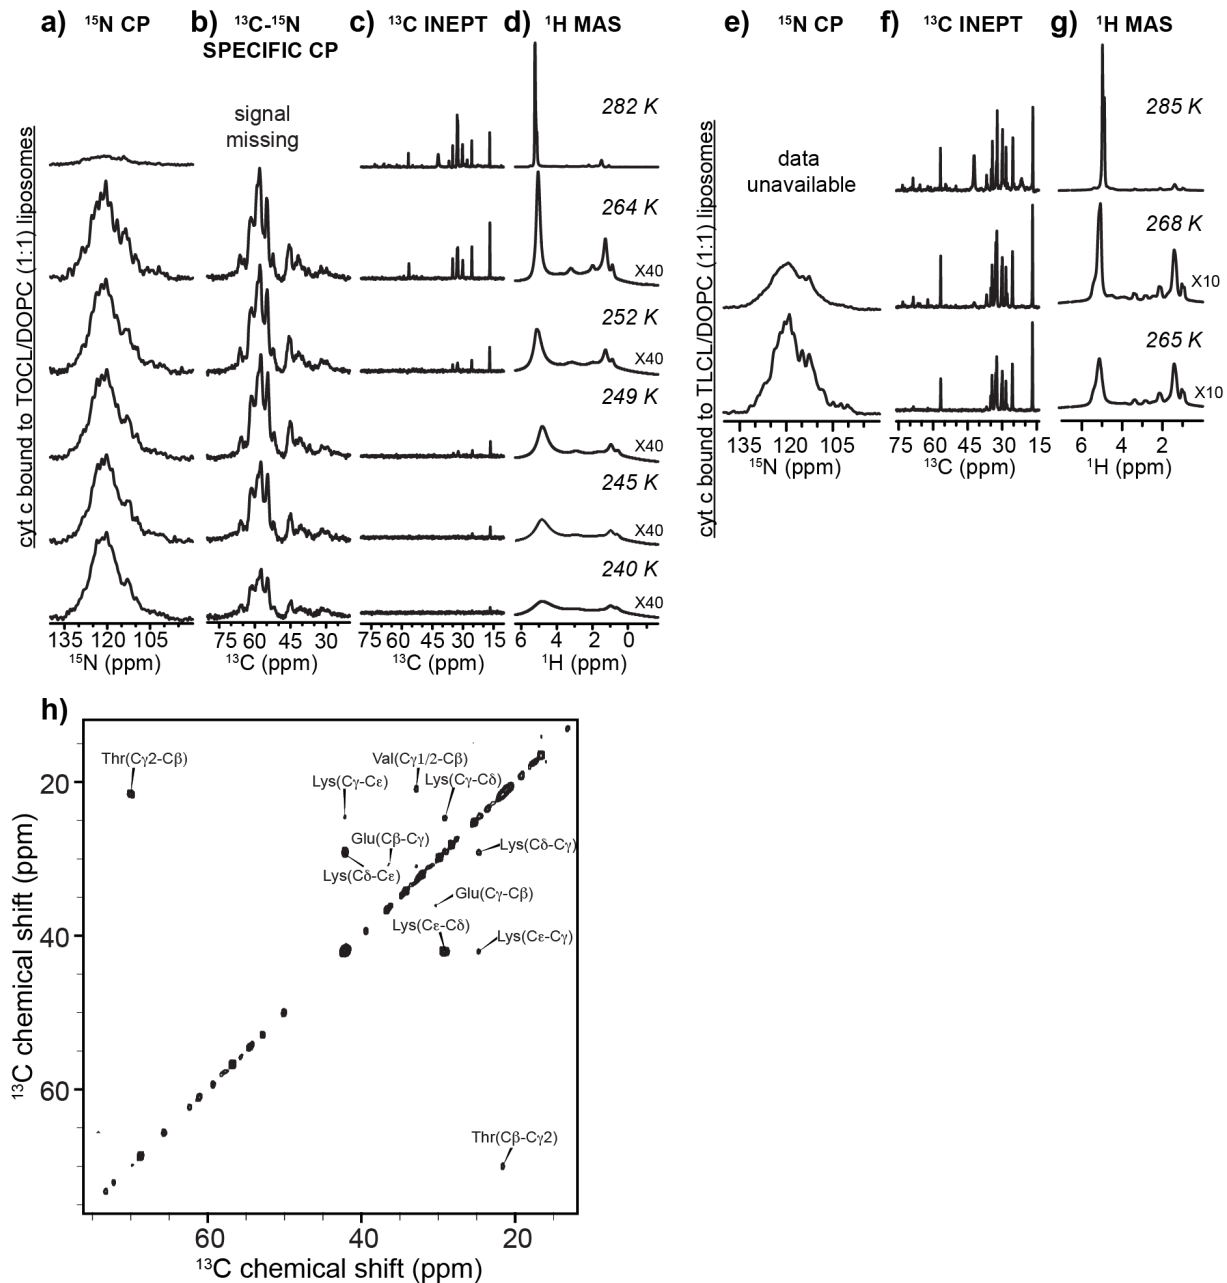 a) ¹⁵N CP
b) ¹³C-¹⁵N
SPECIFIC CP
c) ¹³C INEPT
d) ¹H MAS
cyt c bound to TOCL/DOPC (1:1) liposomes
signal
missing
282 K
264 K
X40
252 K
X40
249 K
X40
245 K
X40
240 K
X40
135 120 105
¹⁵N (ppm)
75 60 45 30
¹³C (ppm)
75 60 45 30 15
¹³C (ppm)
6 4 2 0
¹H (ppm)
e) ¹⁵N CP
f) ¹³C INEPT
g) ¹H MAS
cyt c bound to TLCL/DOPC (1:1) liposomes
data
unavailable
285 K
268 K
X10
265 K
X10
135 120 105
¹⁵N (ppm)
75 60 45 30 15
¹³C (ppm)
6 4 2
¹H (ppm)
h)
Thr(Cγ2-Cβ)
Val(Cγ1/2-Cβ)
Lys(Cγ-Cε)
Lys(Cγ-Cδ)
Glu(Cβ-Cγ)
Lys(Cδ-Cγ)
Lys(Cδ-Cε)
Glu(Cγ-Cβ)
Lys(Cε-Cδ)
Lys(Cε-Cγ)
Thr(Cβ-Cγ2)
20
40
60
¹³C chemical shift (ppm)
60 40 20
¹³C chemical shift (ppm)